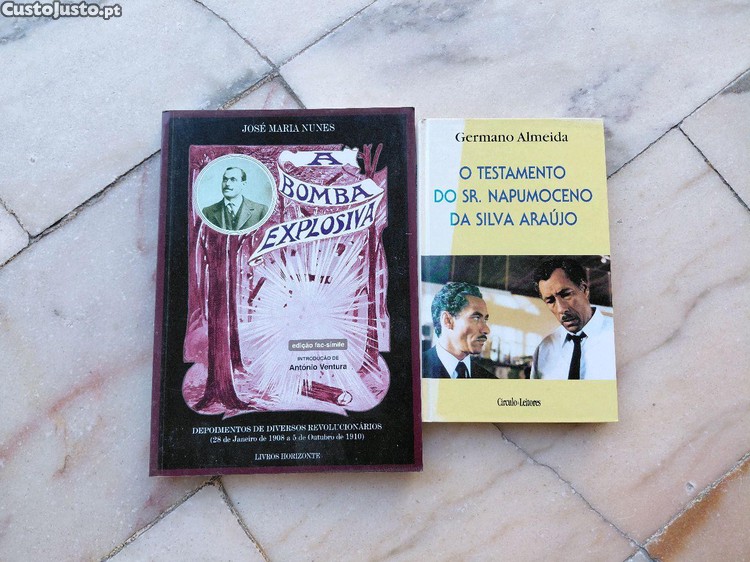 CustoJusto.pt
JOSÉ MARIA NUNES
A
BOMBA
EXPLOSIVA
edição fac-simile
INTRODUÇÃO DE
António Ventura
DEPOIMENTOS DE DIVERSOS REVOLUCIONÁRIOS
(28 de Janeiro de 1908 a 5 de Outubro de 1910)
LIVROS HORIZONTE
Germano Almeida
O TESTAMENTO
DO SR. NAPUMOCENO
DA SILVA ARAÚJO
Círculo de Leitores